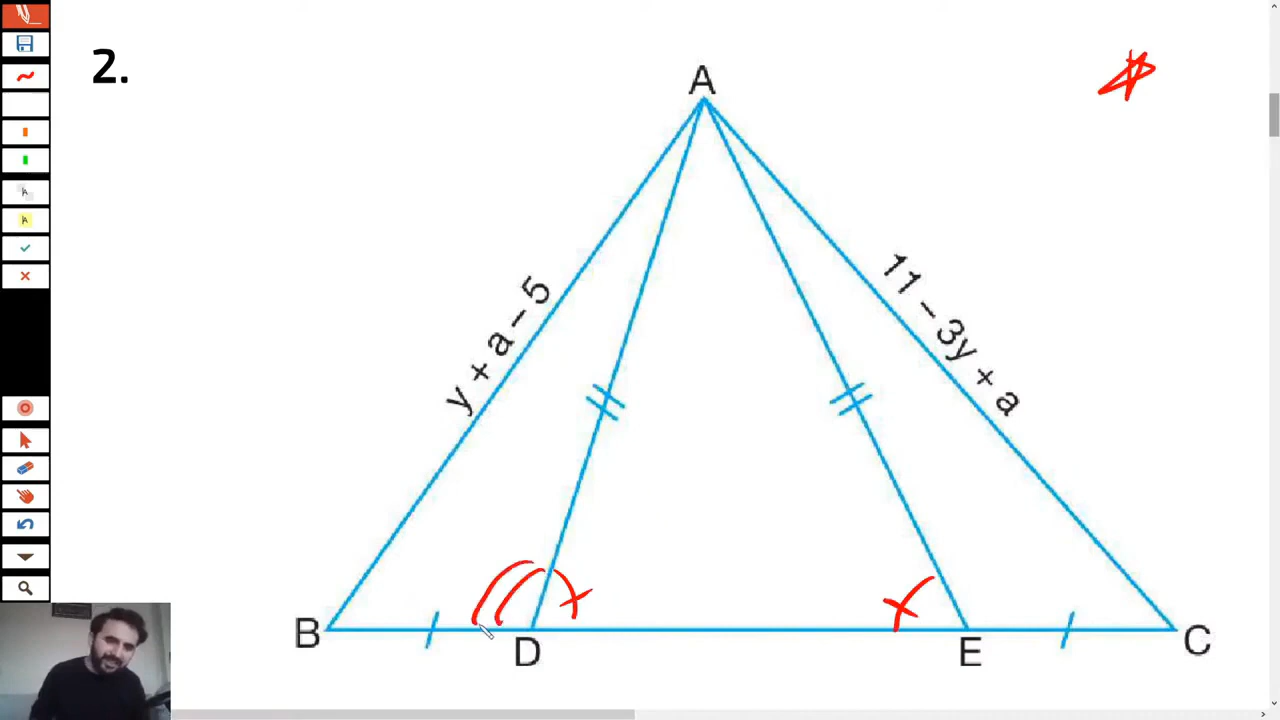 2.
A
y + a – 5
11 – 3y + a
B
D
E
C